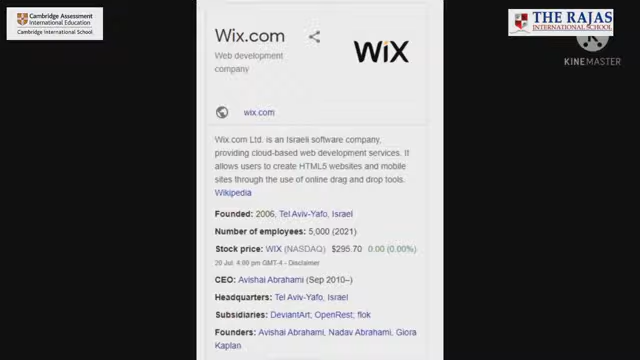 Cambridge Assessment
International Education
Cambridge International School
THE RAJAS
INTERNATIONAL SCHOOL
KINEMASTER
Wix.com
WiX
Web development
company
wix.com
Wix.com Ltd. is an Israeli software company,
providing cloud-based web development services. It
allows users to create HTML5 websites and mobile
sites through the use of online drag and drop tools.
Wikipedia
Founded: 2006, Tel Aviv-Yafo, Israel
Number of employees: 5,000 (2021)
Stock price: WIX (NASDAQ) $295.70 0.00 (0.00%)
20 Jul, 4:00 pm GMT-4 - Disclaimer
CEO: Avishai Abrahami (Sep 2010–)
Headquarters: Tel Aviv-Yafo, Israel
Subsidiaries: DeviantArt; OpenRest; flok
Founders: Avishai Abrahami, Nadav Abrahami, Giora
Kaplan